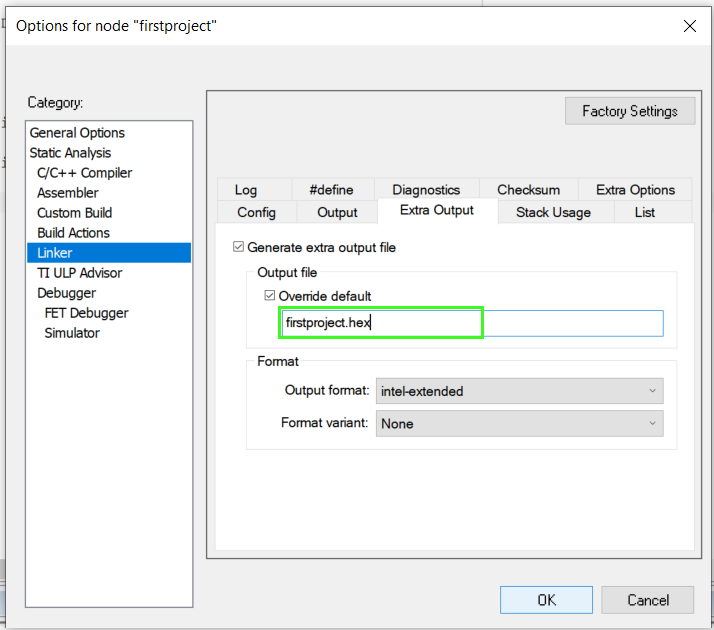 Options for node "firstproject"
Category:
General Options
Static Analysis
C/C++ Compiler
Assembler
Custom Build
Build Actions
Linker
TI ULP Advisor
Debugger
FET Debugger
Simulator
Factory Settings
Log #define Diagnostics Checksum Extra Options
Config Output Extra Output Stack Usage List
Generate extra output file
Output file
Override default
firstproject.hex
Format
Output format: intel-extended
Format variant: None
OK Cancel